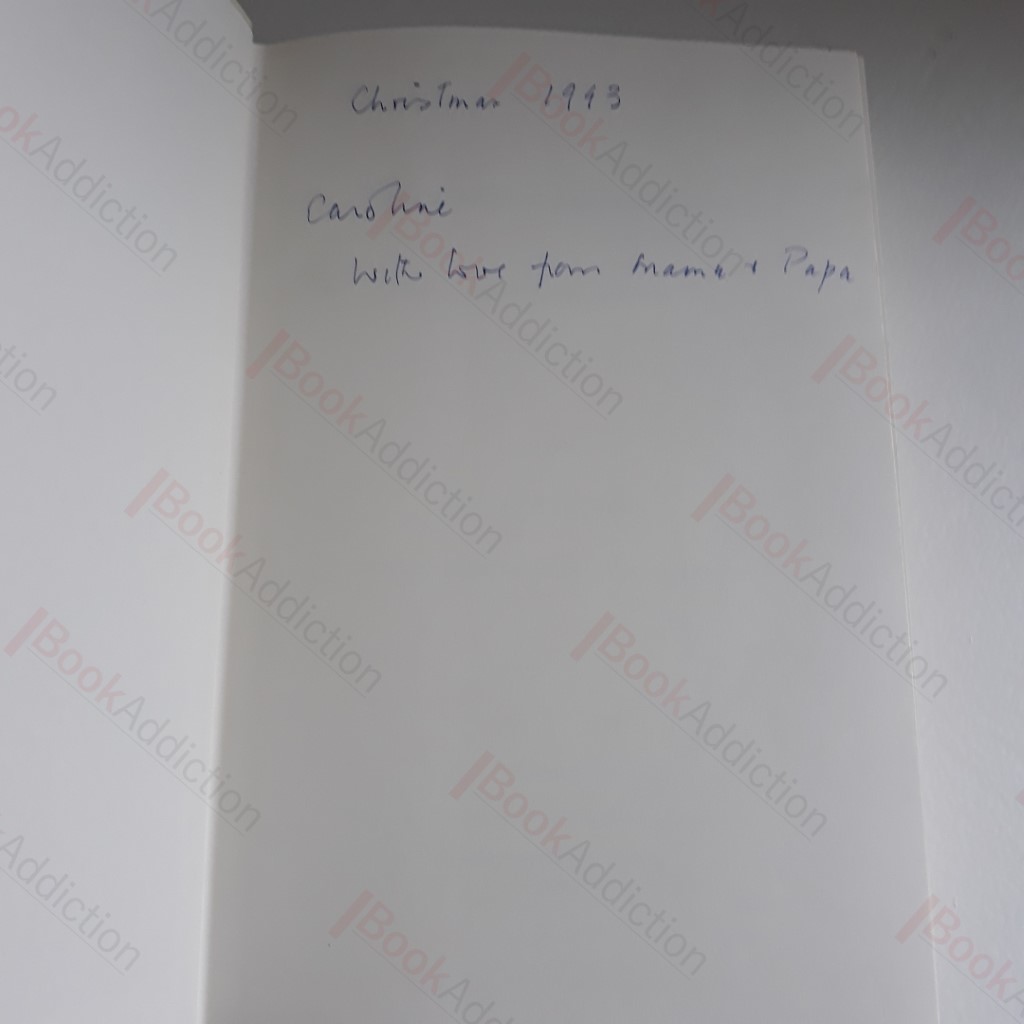 Christmas 1993
Caroline
With love from Mama + Papa
BookAddiction